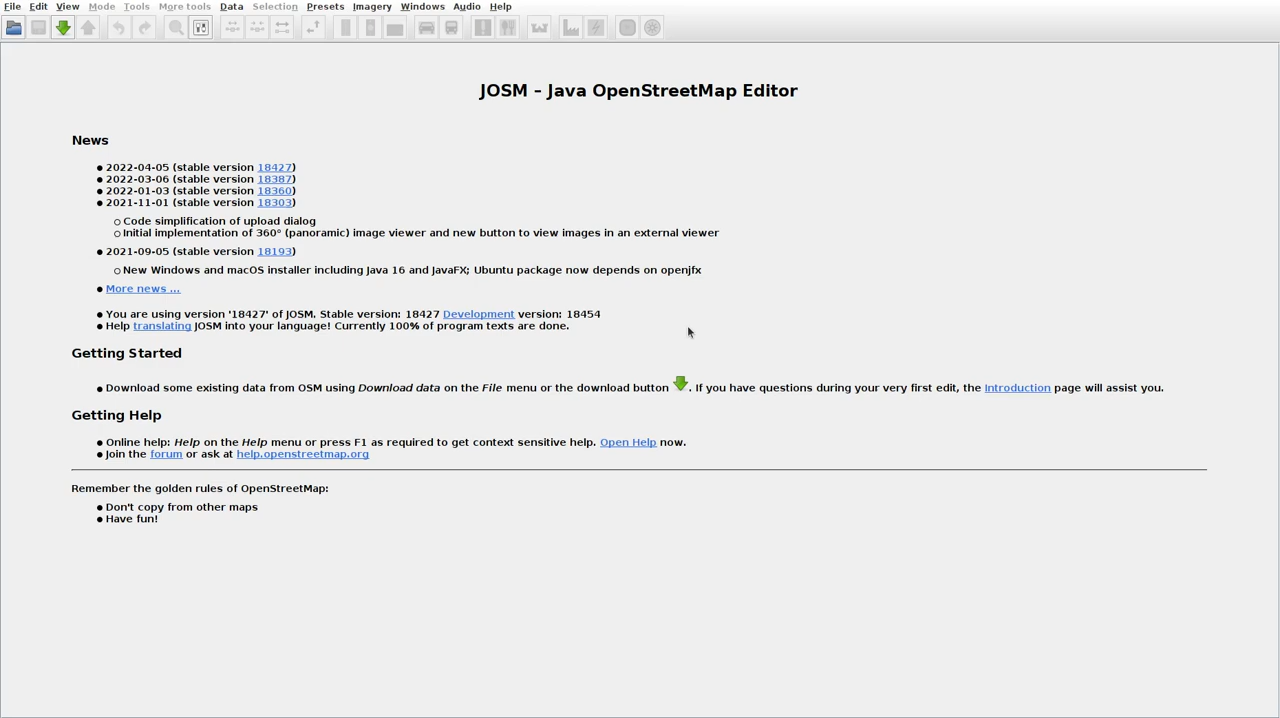 File Edit View Mode Tools More tools Data Selection Presets Imagery Windows Audio Help
JOSM – Java OpenStreetMap Editor
News
2022-04-05 (stable version 18427)
2022-03-06 (stable version 18387)
2022-01-03 (stable version 18360)
2021-11-01 (stable version 18303)
Code simplification of upload dialog
Initial implementation of 360° (panoramic) image viewer and new button to view images in an external viewer
2021-09-05 (stable version 18193)
New Windows and macOS installer including Java 16 and JavaFX; Ubuntu package now depends on openjfx
More news ...
You are using version '18427' of JOSM. Stable version: 18427 Development version: 18454
Help translating JOSM into your language! Currently 100% of program texts are done.
Getting Started
Download some existing data from OSM using Download data on the File menu or the download button . If you have questions during your very first edit, the Introduction page will assist you.
Getting Help
Online help: Help on the Help menu or press F1 as required to get context sensitive help. Open Help now.
Join the forum or ask at help.openstreetmap.org
Remember the golden rules of OpenStreetMap:
Don't copy from other maps
Have fun!